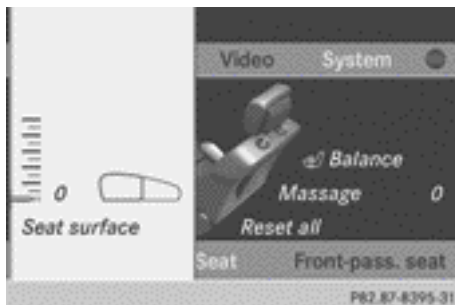 Video System
0
Seat surface
Balance
Massage 0
Reset all
Seat Front-pass. seat
P82.87-8395-31